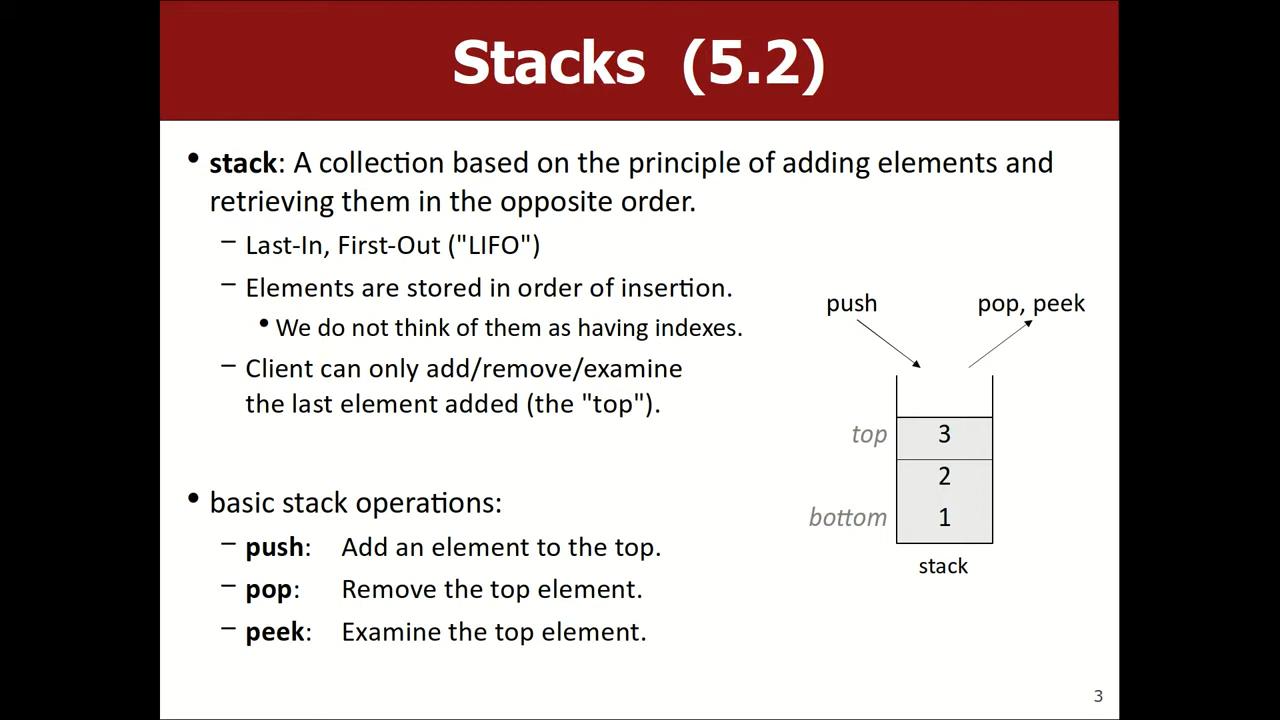 Stacks (5.2)
• stack: A collection based on the principle of adding elements and
retrieving them in the opposite order.
– Last-In, First-Out ("LIFO")
– Elements are stored in order of insertion.
• We do not think of them as having indexes.
– Client can only add/remove/examine
the last element added (the "top").
• basic stack operations:
– push: Add an element to the top.
– pop: Remove the top element.
– peek: Examine the top element.
push pop, peek
top 3
2
bottom 1
stack
3